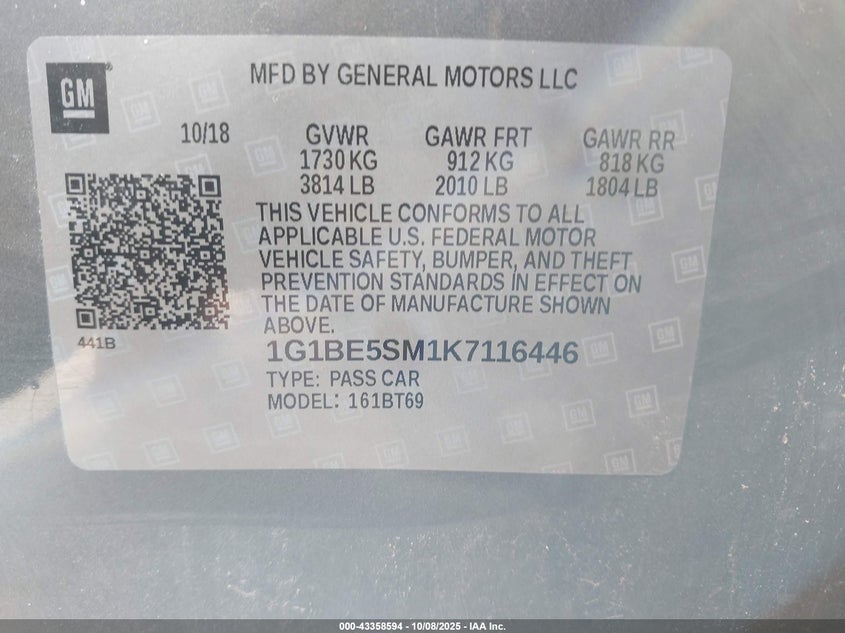 GM
MFD BY GENERAL MOTORS LLC
10/18 GVWR GAWR FRT GAWR RR
1730 KG 912 KG 818 KG
3814 LB 2010 LB 1804 LB
THIS VEHICLE CONFORMS TO ALL
APPLICABLE U.S. FEDERAL MOTOR
VEHICLE SAFETY, BUMPER, AND THEFT
PREVENTION STANDARDS IN EFFECT ON
THE DATE OF MANUFACTURE SHOWN
ABOVE.
441B
1G1BE5SM1K7116446
TYPE: PASS CAR
MODEL: 161BT69
000-43358594 - 10/08/2025 - IAA Inc.